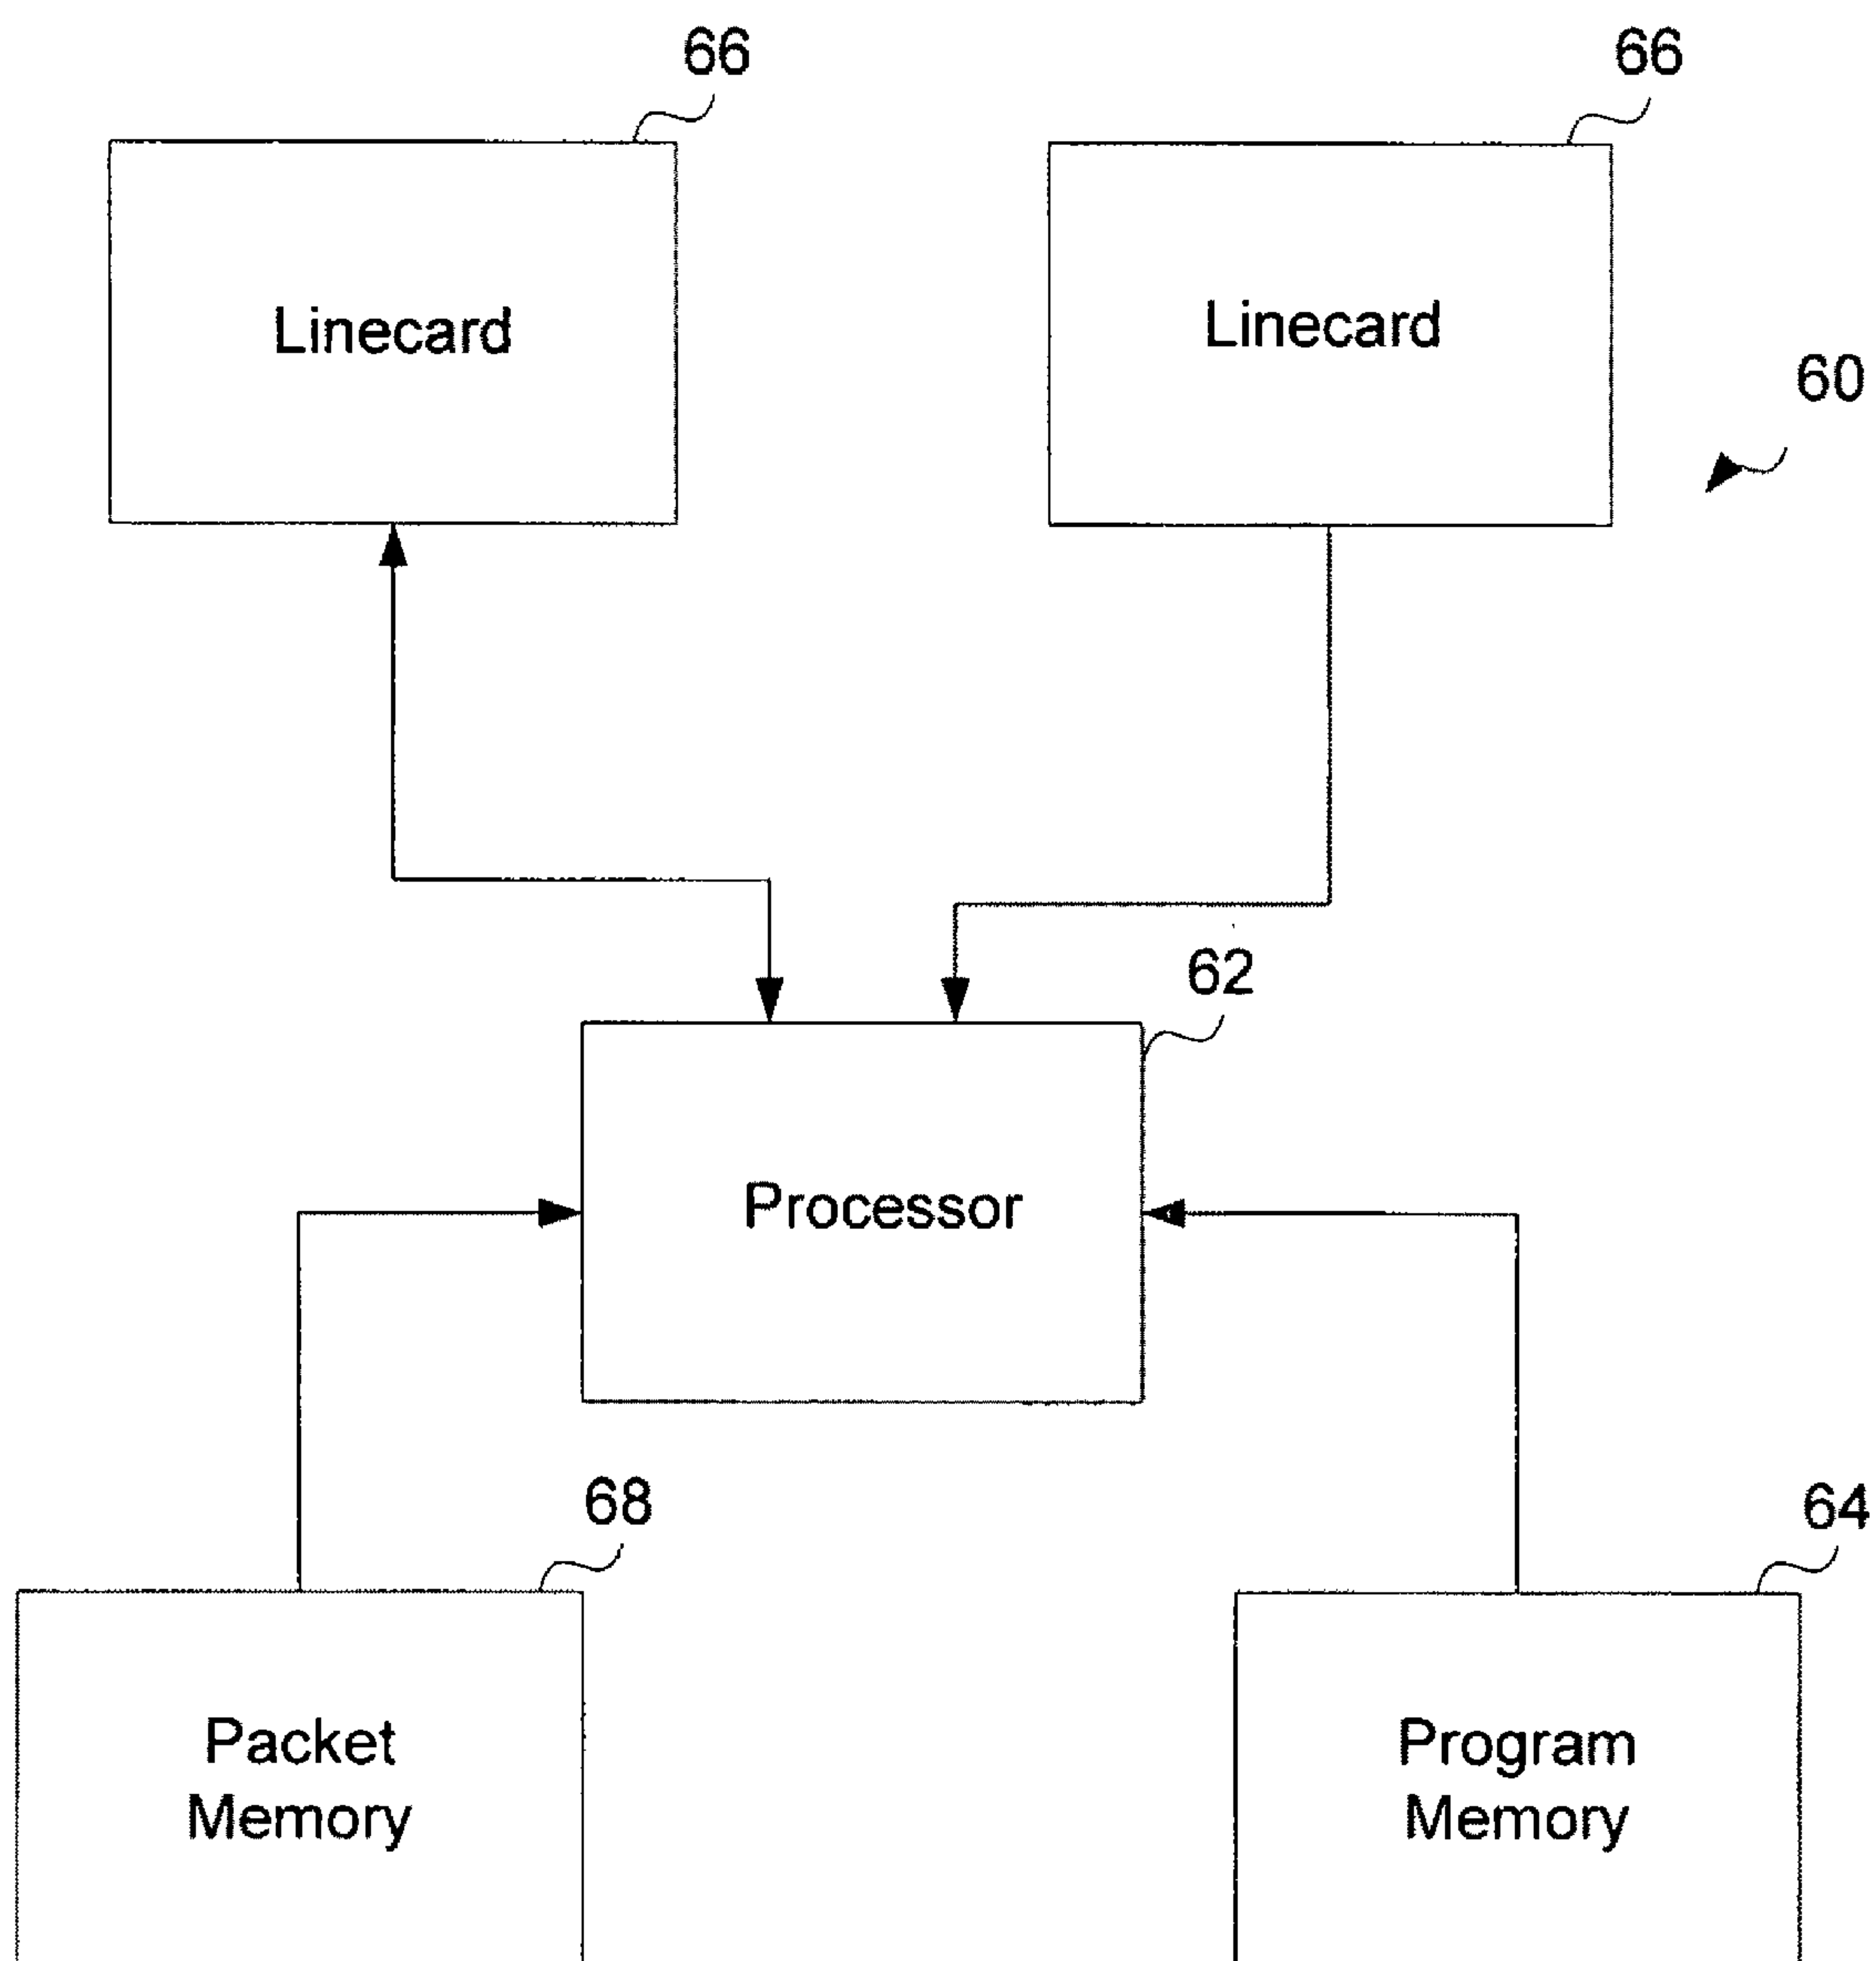 66
66
Linecard
Linecard
60
62
Processor
68
64
Packet
Memory
Program
Memory